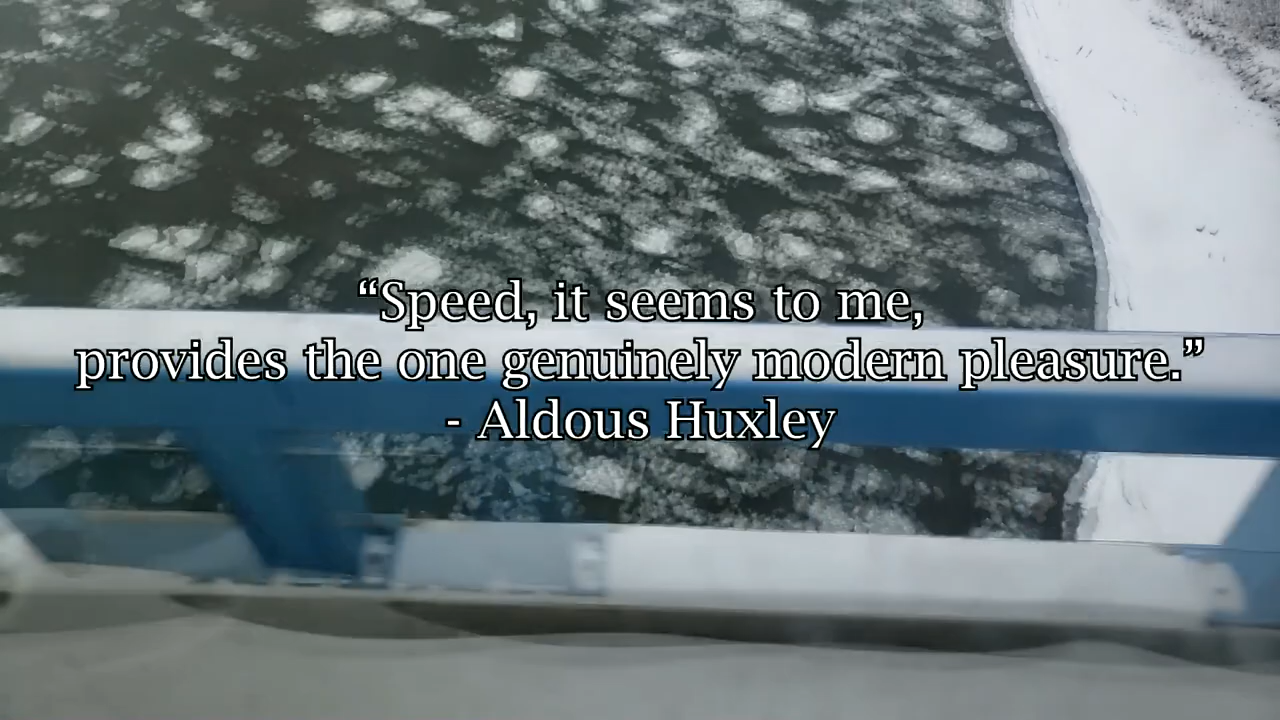 “Speed, it seems to me,
provides the one genuinely modern pleasure.”
- Aldous Huxley